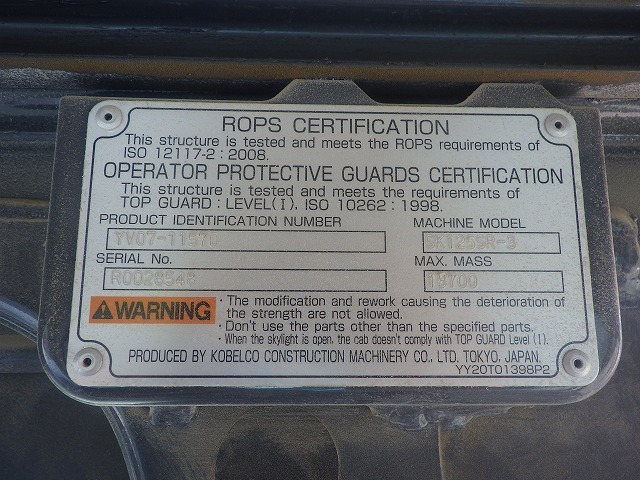 ROPS CERTIFICATION
This structure is tested and meets the ROPS requirements of
ISO 12117-2 : 2008.
OPERATOR PROTECTIVE GUARDS CERTIFICATION
This structure is tested and meets the requirements of
TOP GUARD : LEVEL(I). ISO 10262 : 1998.
PRODUCT IDENTIFICATION NUMBER
MACHINE MODEL
SK125SR-3
SERIAL No.
MAX. MASS
R0028548
19700
WARNING
· The modification and rework causing the deterioration of
the strength are not allowed.
· Don't use the parts other than the specified parts.
· When the skylight is open, the cab doesn't comply with TOP GUARD Level (I).
PRODUCED BY KOBELCO CONSTRUCTION MACHINERY CO., LTD. TOKYO, JAPAN.
YY20T01398P2